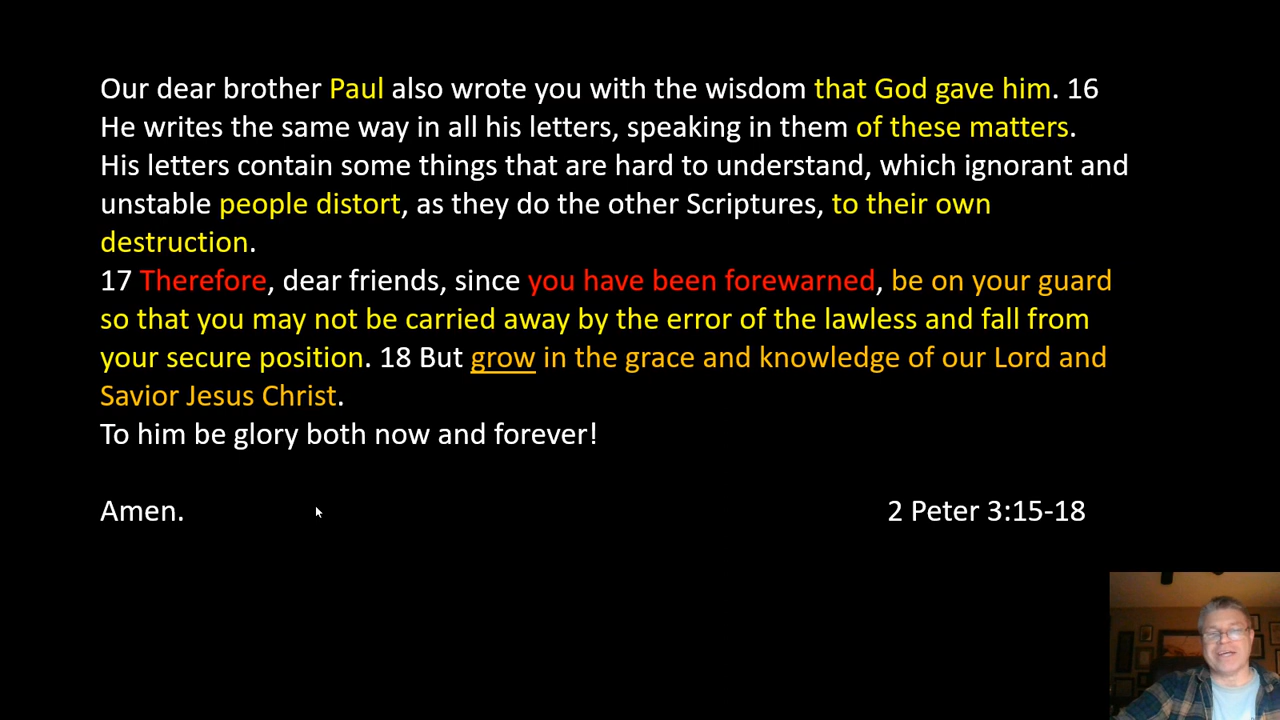 Our dear brother Paul also wrote you with the wisdom that God gave him. 16
He writes the same way in all his letters, speaking in them of these matters.
His letters contain some things that are hard to understand, which ignorant and
unstable people distort, as they do the other Scriptures, to their own
destruction.
17 Therefore, dear friends, since you have been forewarned, be on your guard
so that you may not be carried away by the error of the lawless and fall from
your secure position. 18 But grow in the grace and knowledge of our Lord and
Savior Jesus Christ.
To him be glory both now and forever!
Amen. 2 Peter 3:15-18